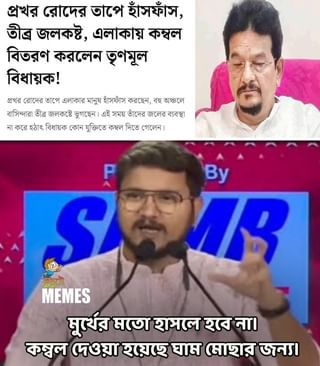 প্রখর রোদের তাপে হাঁসফাঁস,
তীব্র জলকষ্ট, এলাকায় কম্বল
বিতরণ করলেন তৃণমূল
বিধায়ক!
প্রখর রোদের তাপে এলাকার মানুষ হাঁসফাঁস করছেন, বহু অঞ্চলে
বাসিন্দারা তীব্র জলকষ্টে ভুগছেন। এই সময় তাঁদের জলের ব্যবস্থা
না করে হঠাৎ বিধায়ক কোন যুক্তিতে কম্বল দিতে গেলেন।
P
By
MEMES
মুর্খের মতো হাসলে হবে না।
কম্বল দেওয়া হয়েছে ঘাম মোছার জন্য।